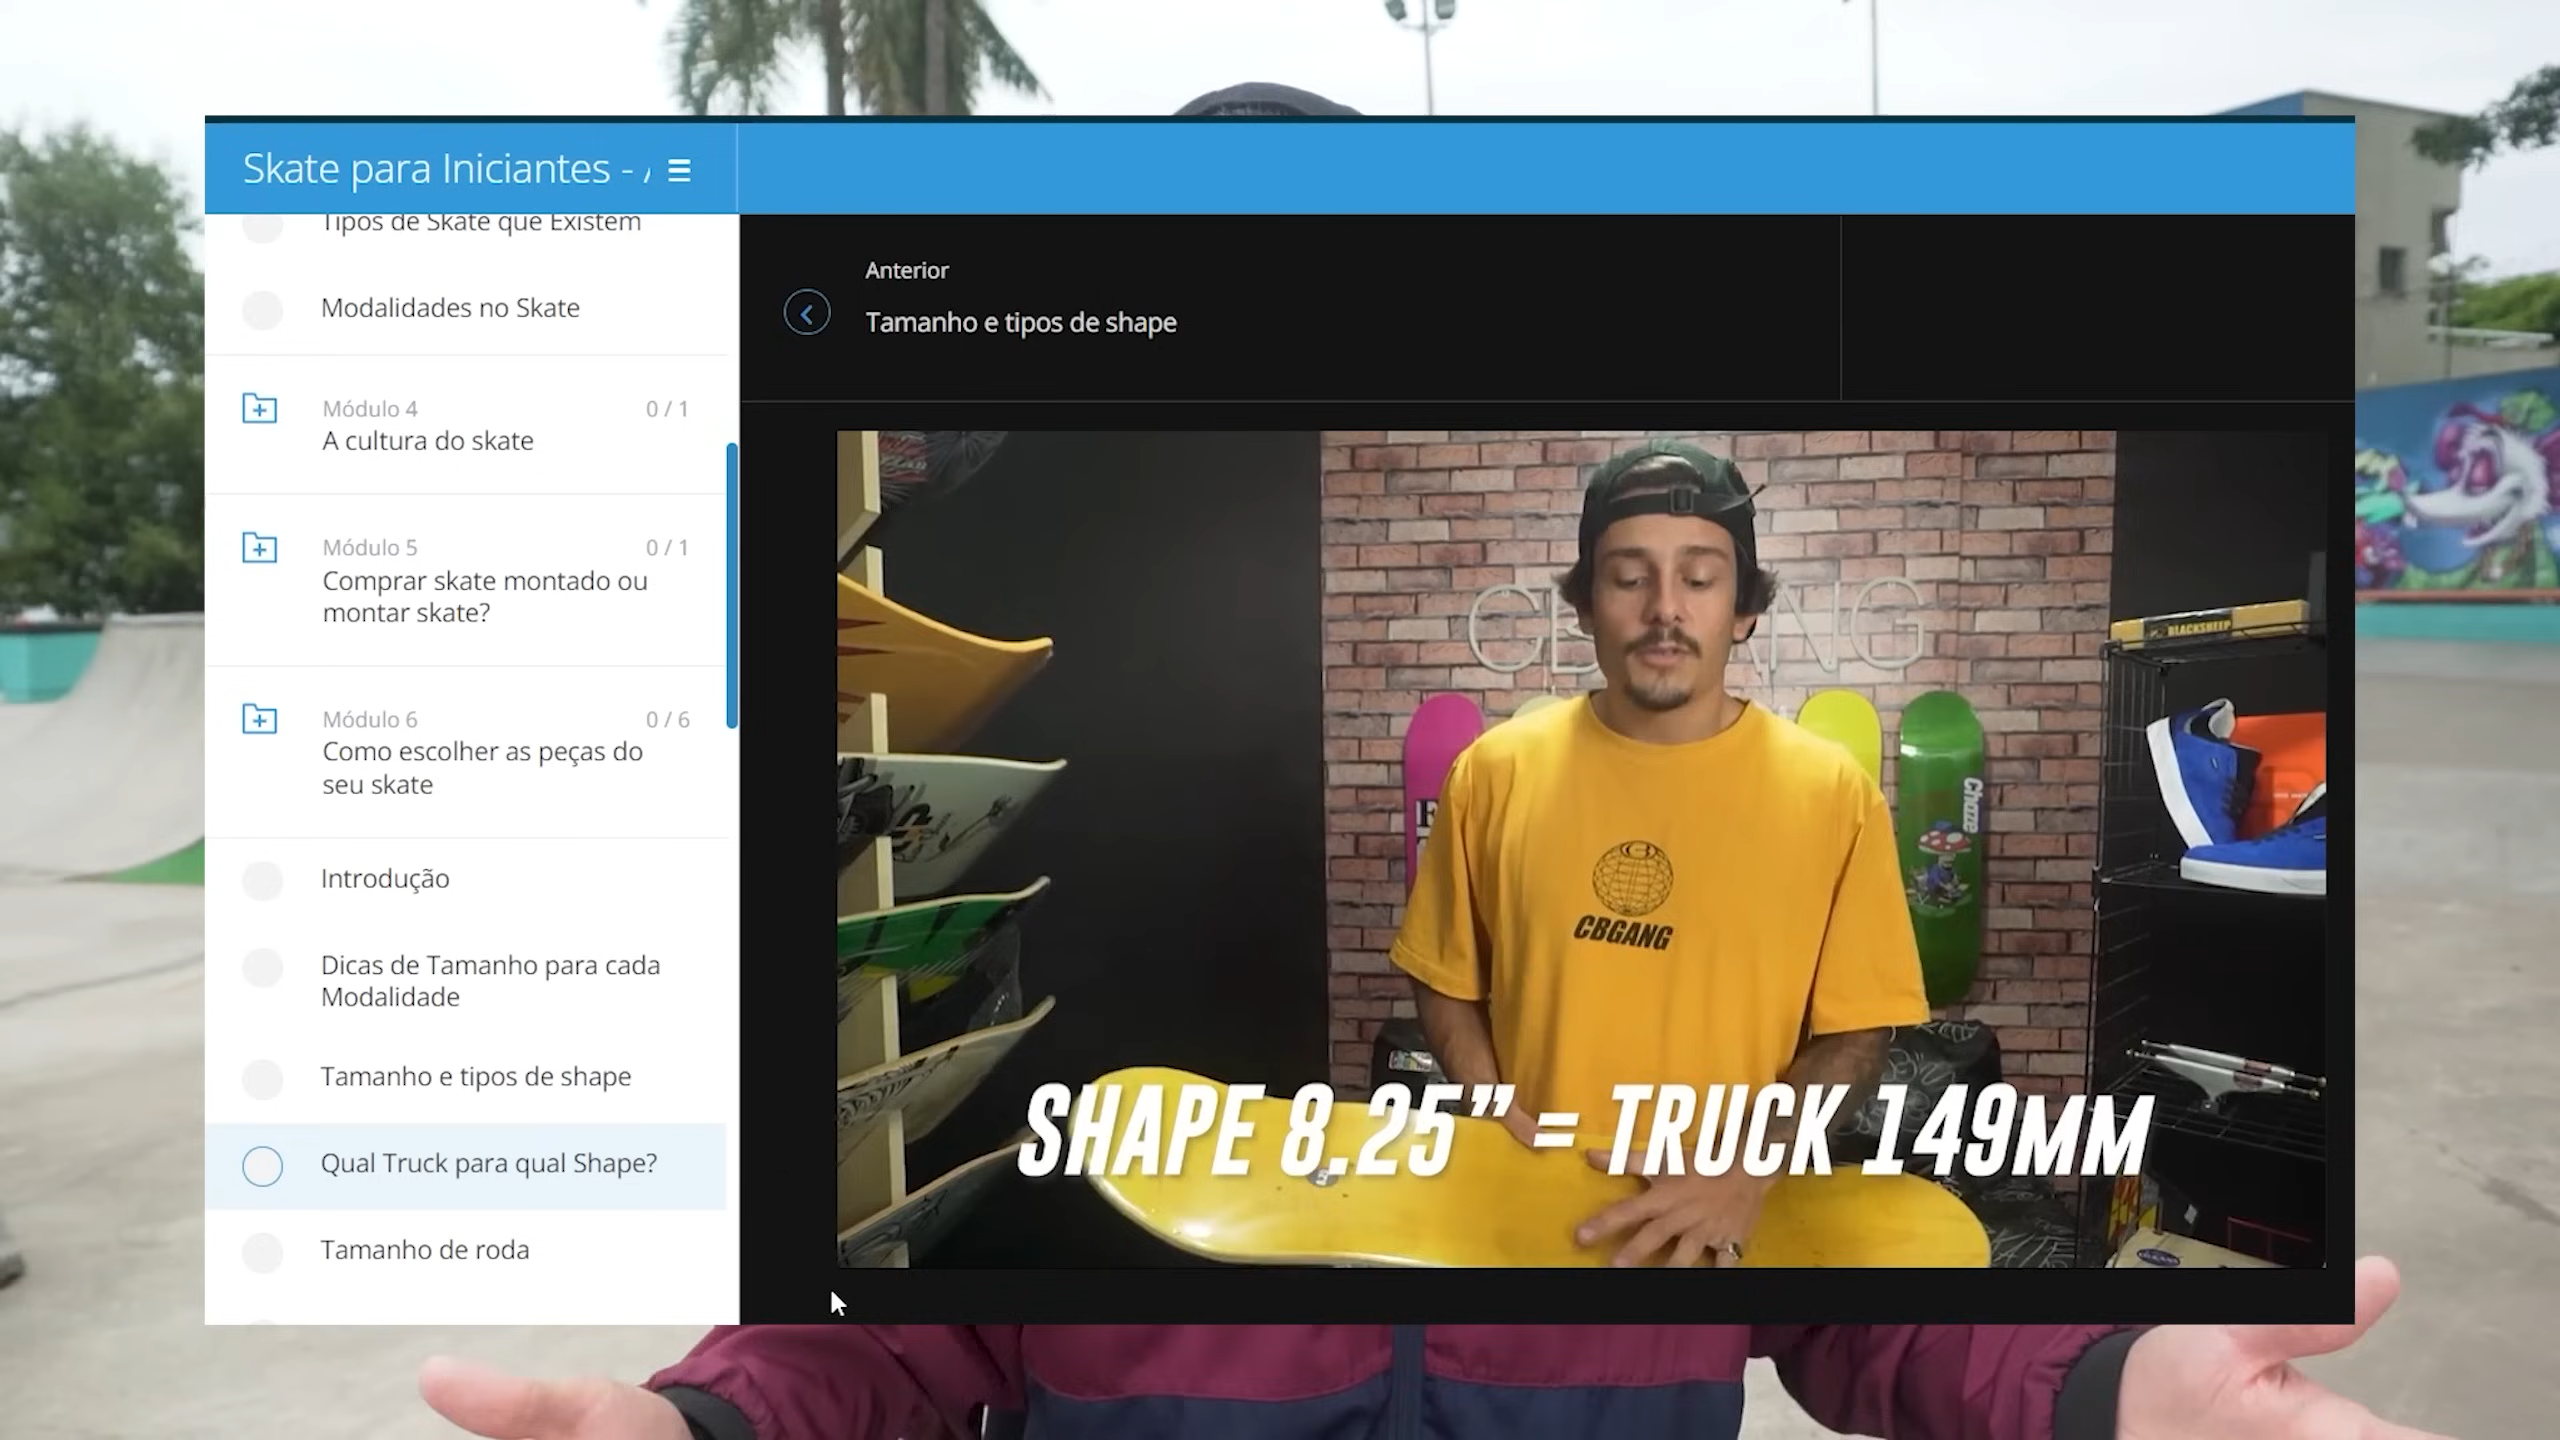 Skate para Iniciantes -
Tipos de Skate que Existem
Modalidades no Skate
Módulo 4
0 / 1
A cultura do skate
Módulo 5
0 / 1
Comprar skate montado ou
montar skate?
Módulo 6
0 / 6
Como escolher as peças do
seu skate
Introdução
Dicas de Tamanho para cada
Modalidade
Tamanho e tipos de shape
Qual Truck para qual Shape?
Tamanho de roda
Anterior
Tamanho e tipos de shape
BLACKSHEEP
Chaze
CBGANG
SHAPE 8.25” = TRUCK 149MM